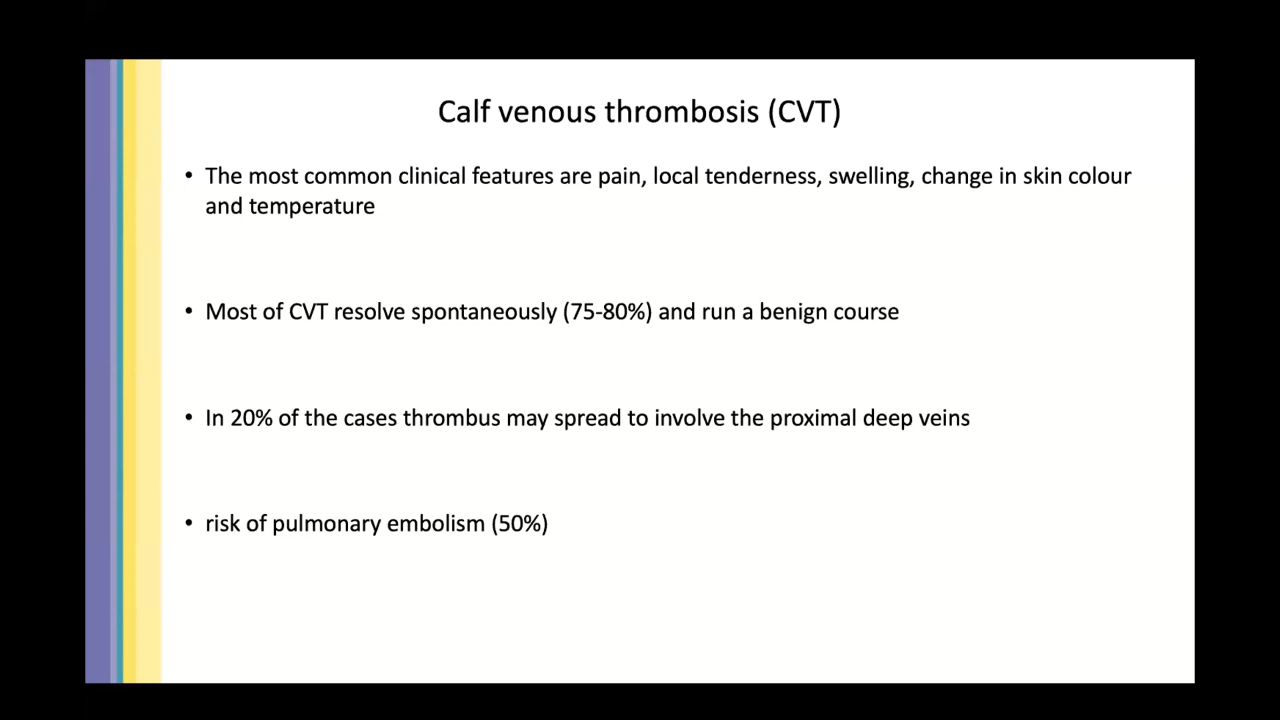 Calf venous thrombosis (CVT)
• The most common clinical features are pain, local tenderness, swelling, change in skin colour
and temperature
• Most of CVT resolve spontaneously (75-80%) and run a benign course
• In 20% of the cases thrombus may spread to involve the proximal deep veins
• risk of pulmonary embolism (50%)